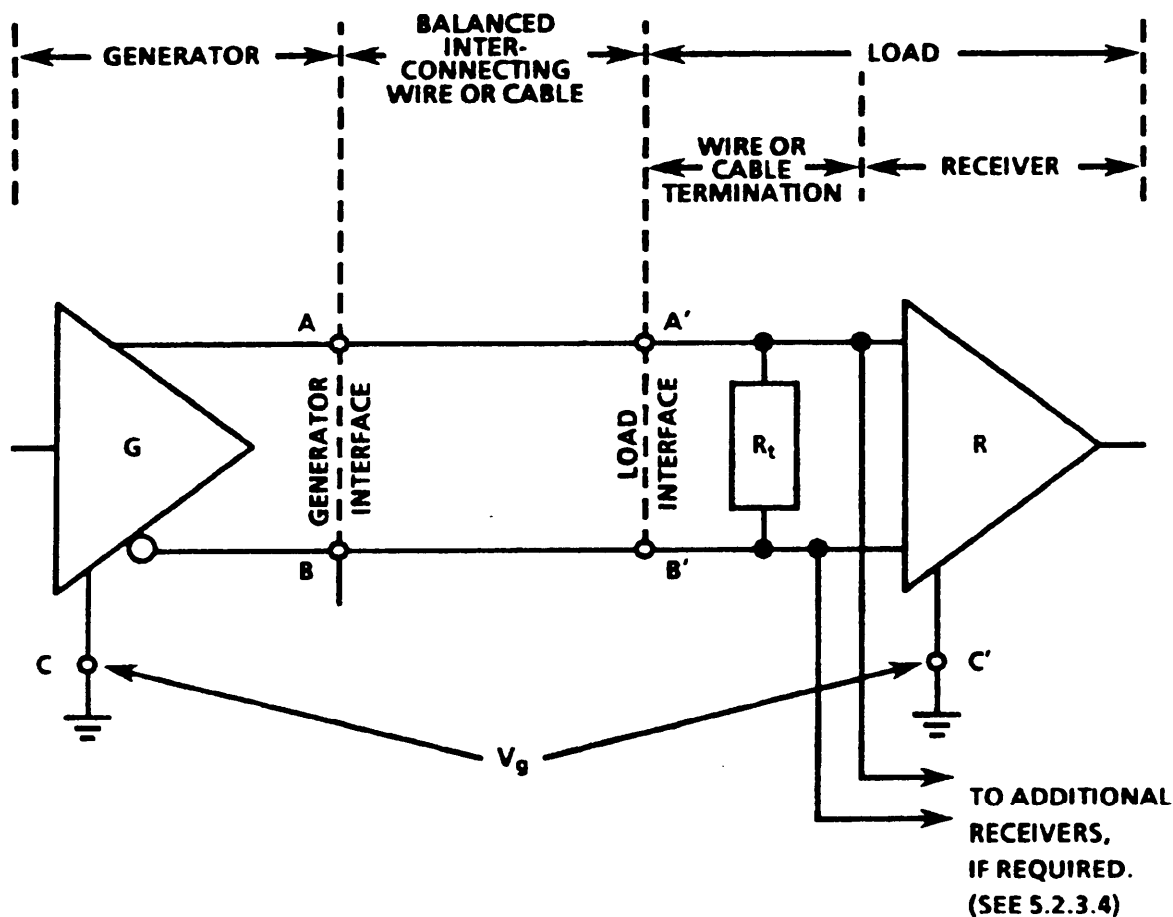 GENERATOR
BALANCED
INTER-
CONNECTING
WIRE OR CABLE
LOAD
WIRE OR
CABLE
TERMINATION
RECEIVER
A
A'
GENERATOR
INTERFACE
LOAD
INTERFACE
G
Rt
R
B
B'
C
C'
Vg
TO ADDITIONAL
RECEIVERS,
IF REQUIRED.
(SEE 5.2.3.4)